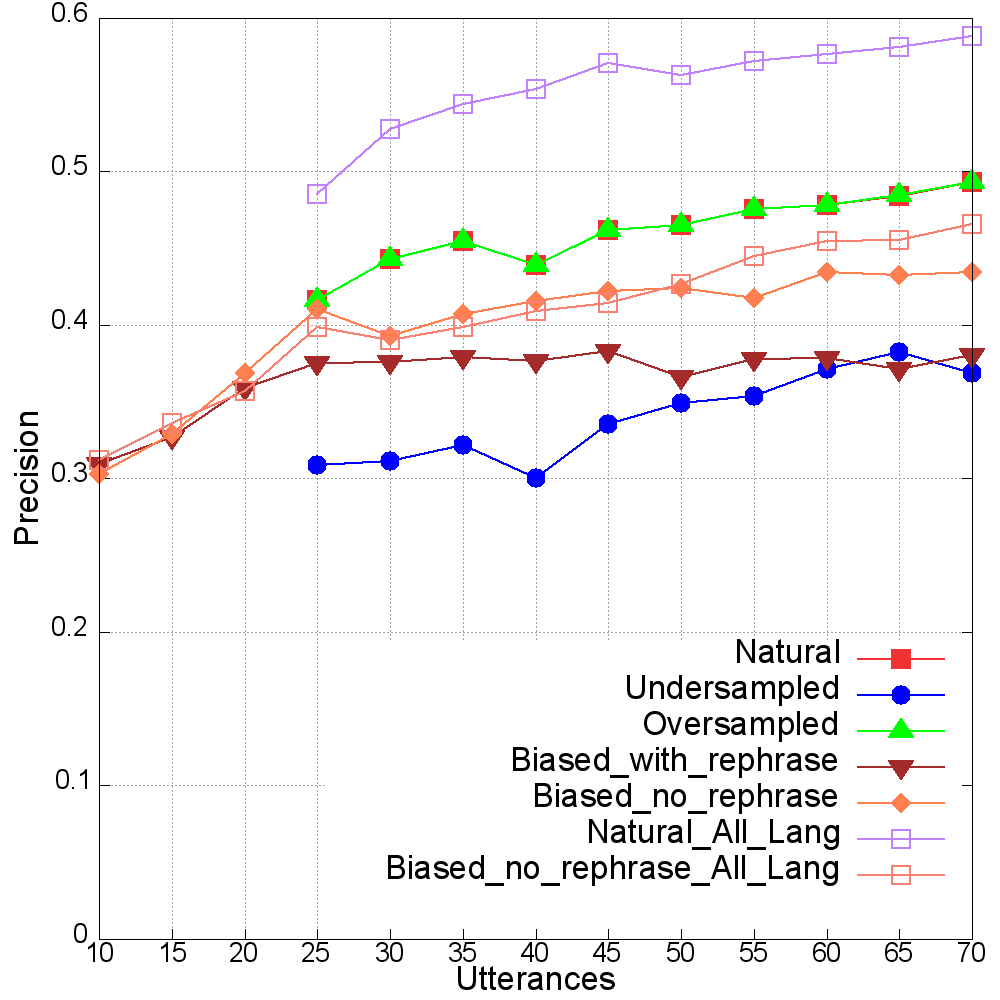 0.6
0.5
0.4
0.3
0.2
0.1
0
Precision
10 15 20 25 30 35 40 45 50 55 60 65 70
Utterances
Natural
Undersampled
Oversampled
Biased_with_rephrase
Biased_no_rephrase
Natural_All_Lang
Biased_no_rephrase_All_Lang